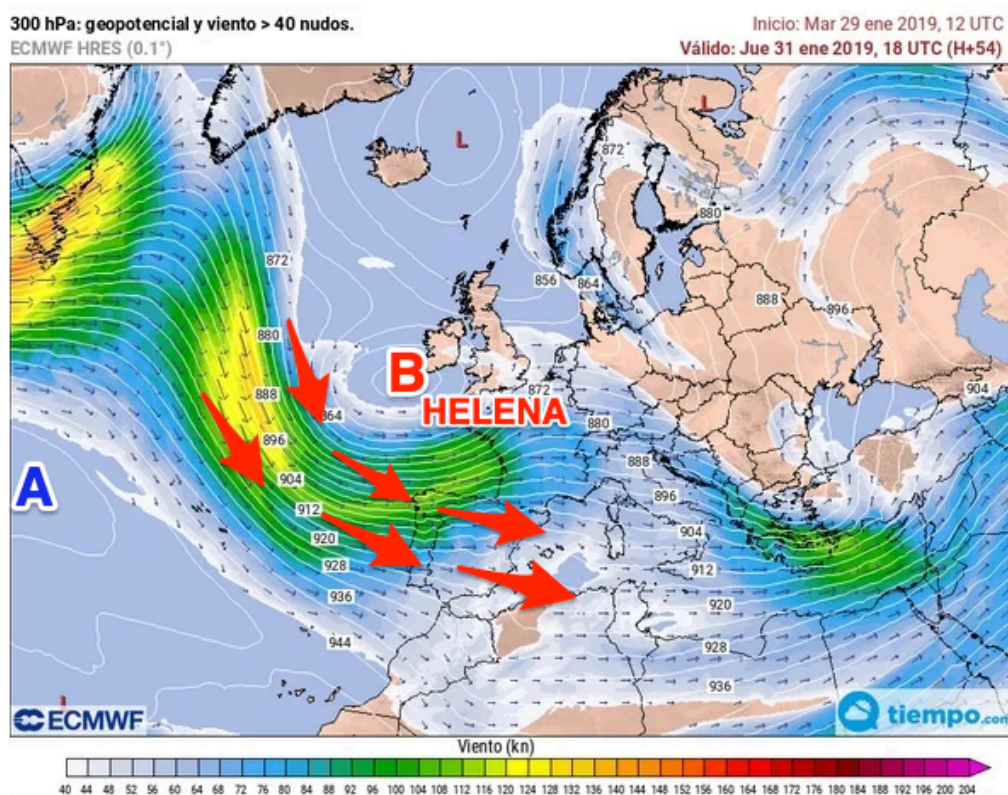 300 hPa: geopotencial y viento > 40 nudos.
Inicio: Mar 29 ene 2019, 12 UTC
ECMWF HRES (0.1°)
Válido: Jue 31 ene 2019, 18 UTC (H+54)
L
L
872
880
872
856
864
888
896
880
B
872
904
888
HELENA
864
880
896
888
A
904
896
912
904
920
928
912
936
920
944
928
936
L
ECMWF
tiempo.com
Viento (kn)
40 44 48 52 56 60 64 68 72 76 80 84 88 92 96 100 104 108 112 116 120 124 128 132 136 140 144 148 152 156 160 164 168 172 176 180 184 188 192 196 200 204